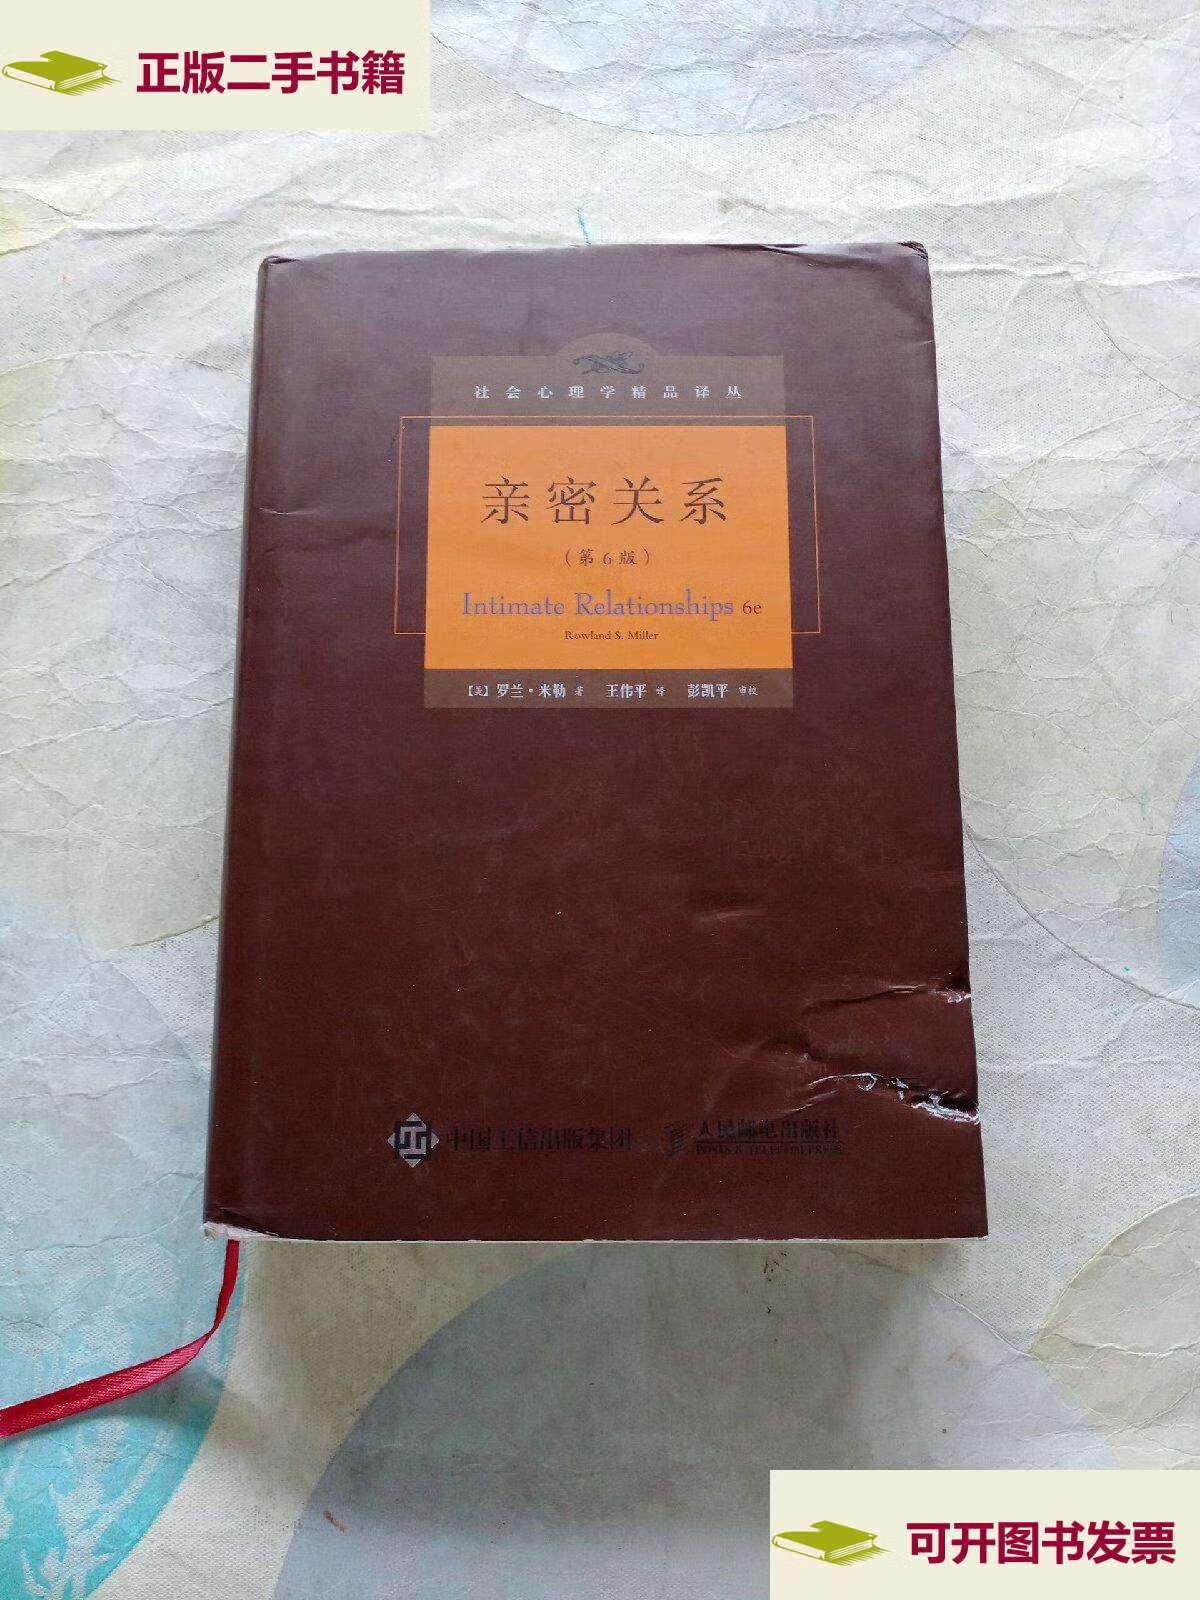 正版二手书籍
社会心理学精品译丛
亲密关系
（第6版）
Intimate Relationships 6e
Rowland S. Miller
【美】罗兰·米勒 著 王伟平 译 彭凯平 审校
中国工信出版集团 人民邮电出版社
POSTS & TELECOM PRESS
可开图书发票